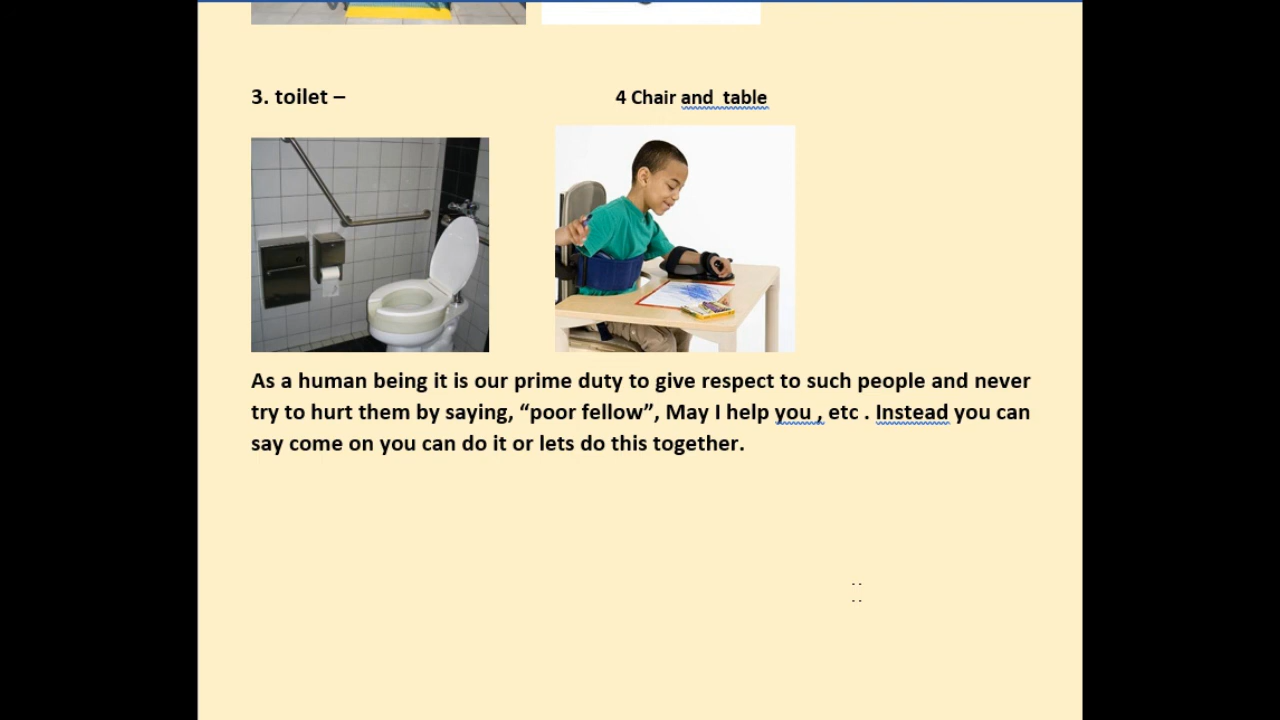 3. toilet –
4 Chair and  table
As a human being it is our prime duty to give respect to such people and never
try to hurt them by saying, “poor fellow”, May I help you , etc . Instead you can
say come on you can do it or lets do this together.